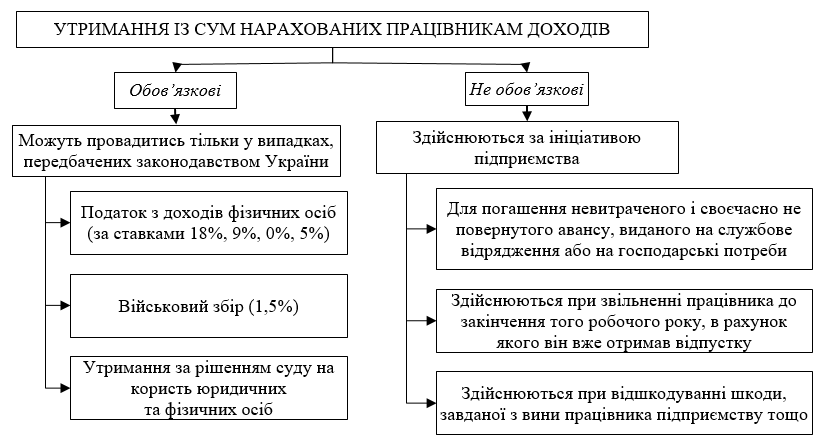 УТРИМАННЯ ІЗ СУМ НАРАХОВАНИХ ПРАЦІВНИКАМ ДОХОДІВ
Обов’язкові
Не обов’язкові
Можуть провадитись тільки у випадках,
передбачених законодавством України
Податок з доходів фізичних осіб
(за ставками 18%, 9%, 0%, 5%)
Військовий збір (1,5%)
Утримання за рішенням суду на
користь юридичних
та фізичних осіб
Здійснюються за ініціативою
підприємства
Для погашення невитраченого і своєчасно не
повернутого авансу, виданого на службове
відрядження або на господарські потреби
Здійснюються при звільненні працівника до
закінчення того робочого року, в рахунок
якого він вже отримав відпустку
Здійснюються при відшкодуванні шкоди,
завданої з вини працівника підприємству тощо